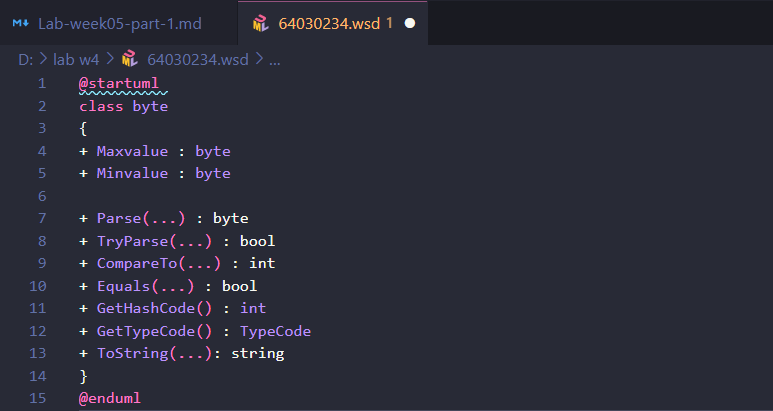 Lab-week05-part-1.md 64030234.wsd 1
D: > lab w4 > 64030234.wsd > ...
1 @startuml
2 class byte
3 {
4 + Maxvalue : byte
5 + Minvalue : byte
6
7 + Parse(...) : byte
8 + TryParse(...) : bool
9 + CompareTo(...) : int
10 + Equals(...) : bool
11 + GetHashCode() : int
12 + GetTypeCode() : TypeCode
13 + ToString(...): string
14 }
15 @enduml